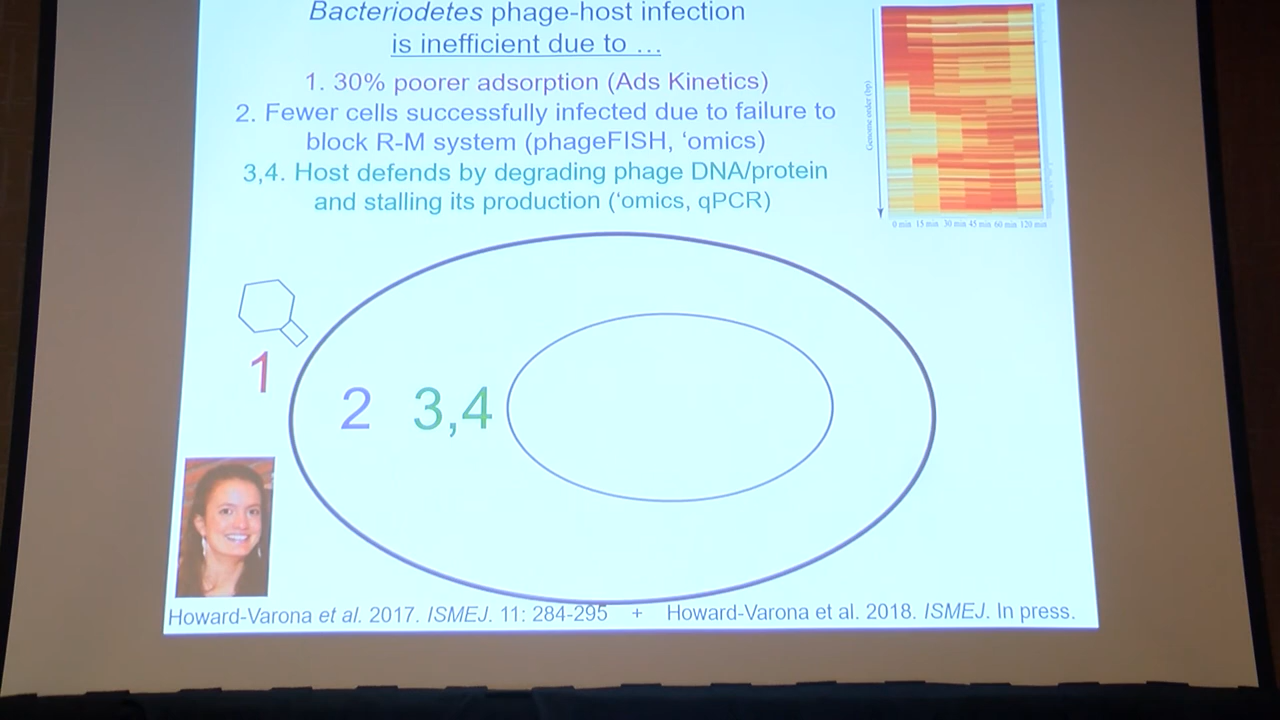 Bacteriodetes phage-host infection
is inefficient due to …
1. 30% poorer adsorption (Ads Kinetics)
2. Fewer cells successfully infected due to failure to
block R-M system (phageFISH, ‘omics)
3,4. Host defends by degrading phage DNA/protein
and stalling its production (‘omics, qPCR)
Genome order (bp)
0 min 15 min 30 min 45 min 60 min 120 min
1
2 3,4
Howard-Varona et al. 2017. ISMEJ. 11: 284-295 + Howard-Varona et al. 2018. ISMEJ. In press.